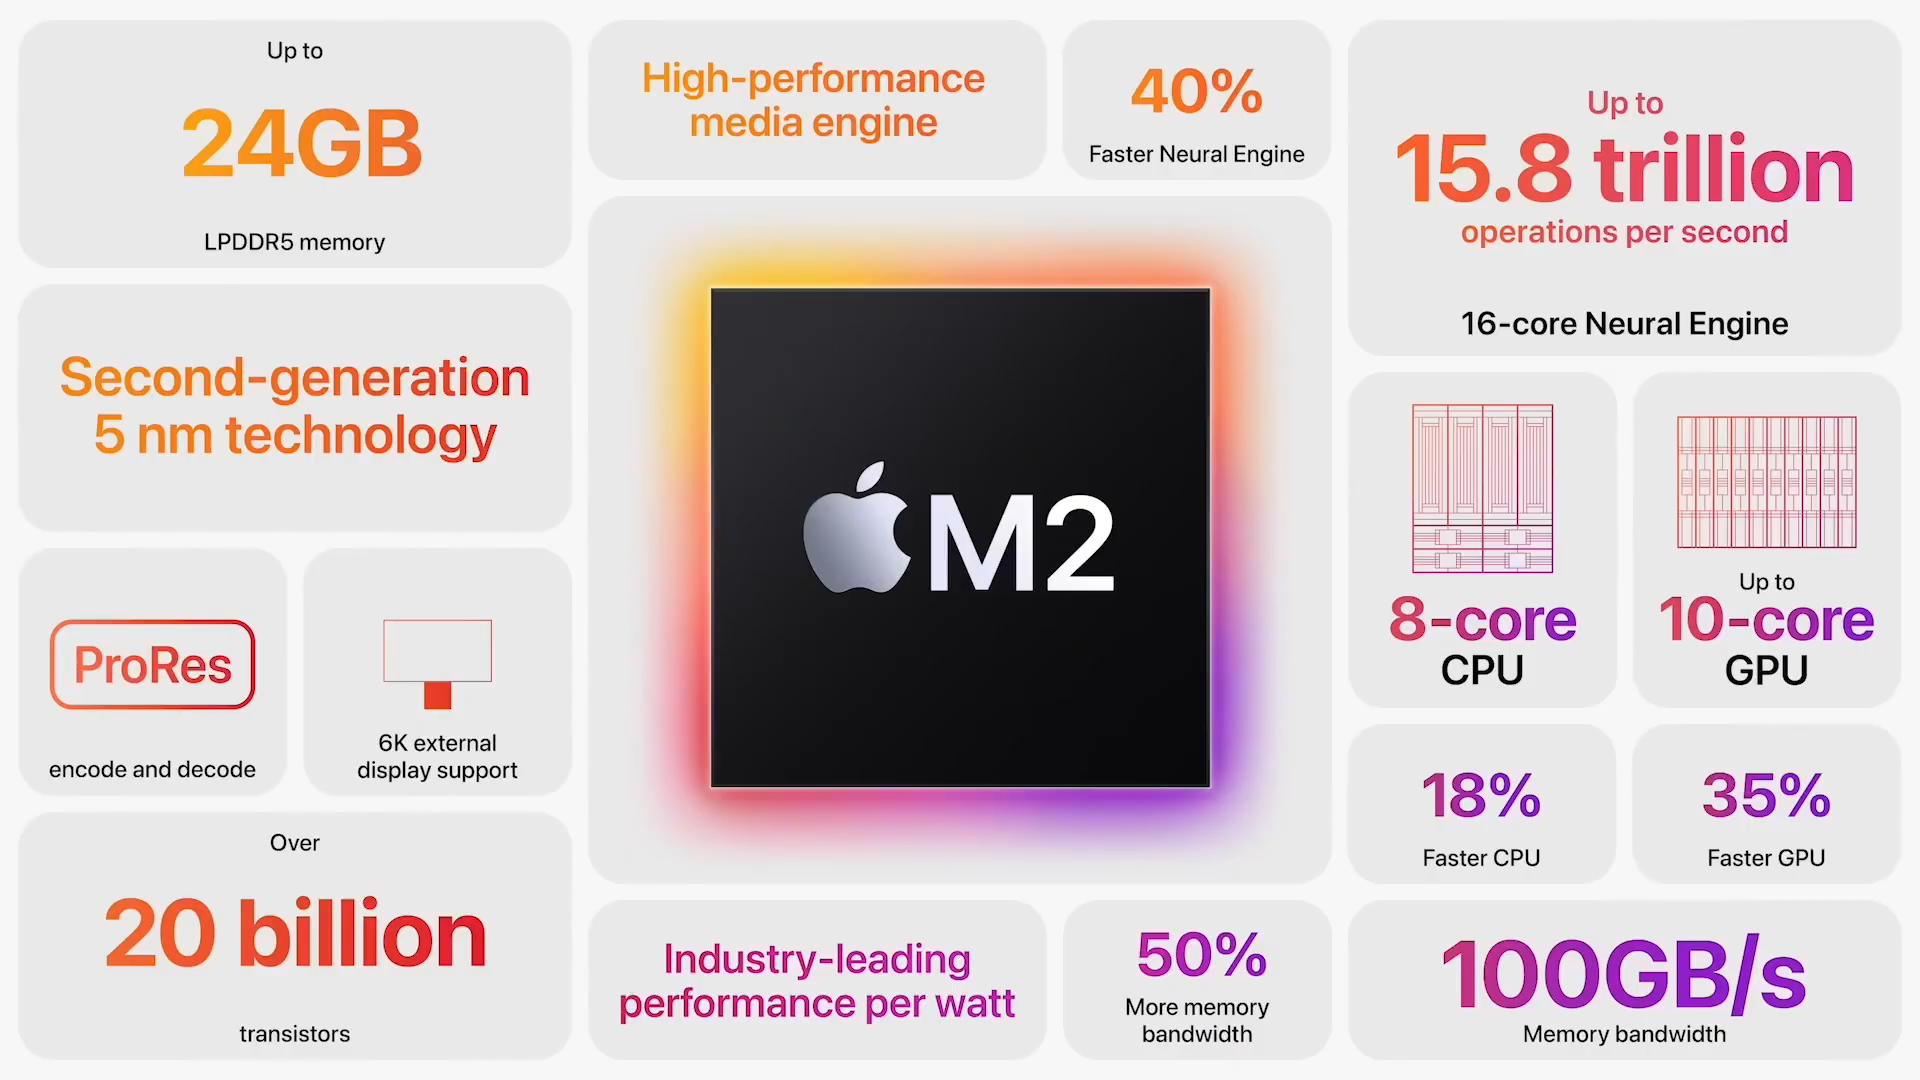 Up to
24GB
LPDDR5 memory
High-performance
media engine
40%
Faster Neural Engine
Up to
15.8 trillion
operations per second
16-core Neural Engine
Second-generation
5 nm technology
M2
8-core
CPU
Up to
10-core
GPU
ProRes
encode and decode
6K external
display support
18%
Faster CPU
35%
Faster GPU
Over
20 billion
transistors
Industry-leading
performance per watt
50%
More memory
bandwidth
100GB/s
Memory bandwidth